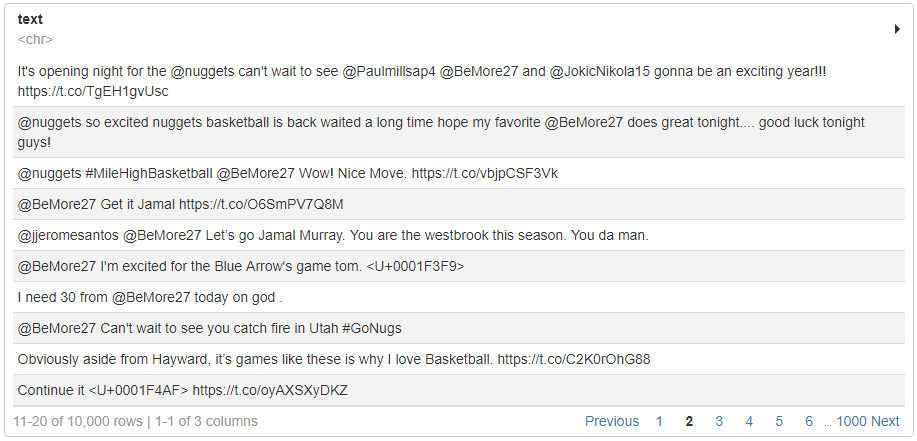 text
<chr>
It's opening night for the @nuggets can't wait to see @Paulmillsap4 @BeMore27 and @JokicNikola15 gonna be an exciting year!!!
https://t.co/TgEH1gvUsc
@nuggets so excited nuggets basketball is back waited a long time hope my favorite @BeMore27 does great tonight.... good luck tonight
guys!
@nuggets #MileHighBasketball @BeMore27 Wow! Nice Move. https://t.co/vbjpCSF3Vk
@BeMore27 Get it Jamal https://t.co/O6SmPV7Q8M
@jjeromesantos @BeMore27 Let’s go Jamal Murray. You are the westbrook this season. You da man.
@BeMore27 I'm excited for the Blue Arrow's game tom. <U+0001F3F9>
I need 30 from @BeMore27 today on god .
@BeMore27 Can't wait to see you catch fire in Utah #GoNugs
Obviously aside from Hayward, it’s games like these is why I love Basketball. https://t.co/C2K0rOhG88
Continue it <U+0001F4AF> https://t.co/oyAXSXyDKZ
11-20 of 10,000 rows | 1-1 of 3 columns Previous 1 2 3 4 5 6 ... 1000 Next